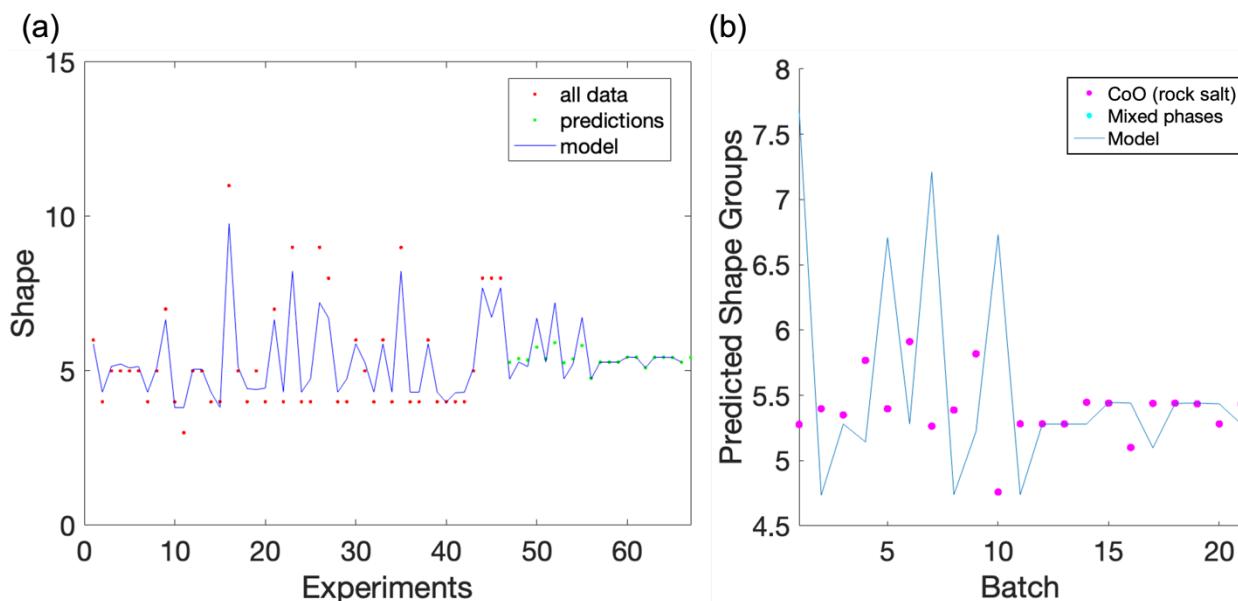 (a)
Shape
15
10
5
0
0 10 20 30 40 50 60
Experiments
all data
predictions
model
(b)
Predicted Shape Groups
8
7.5
7
6.5
6
5.5
5
4.5
5 10 15 20
Batch
CoO (rock salt)
Mixed phases
Model